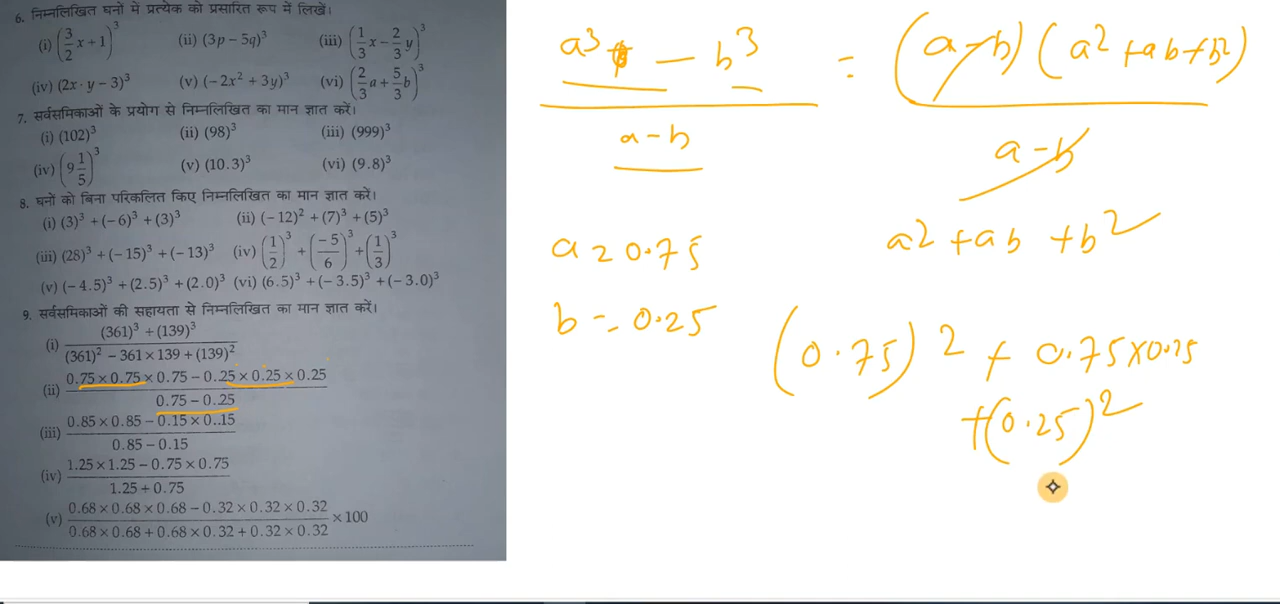 6. निम्नलिखित घनों में प्रत्येक को प्रसारित रूप में लिखें।
(i) (3/2 x + 1)³ (ii) (3p − 5q)³ (iii) (1/3 x − 2/3 y)³
(iv) (2x · y − 3)³ (v) (−2x² + 3y)³ (vi) (2/3 a + 5/3 b)³
7. सर्वसमिकाओं के प्रयोग से निम्नलिखित का मान ज्ञात करें।
(i) (102)³ (ii) (98)³ (iii) (999)³
(iv) (9 1/5)³ (v) (10.3)³ (vi) (9.8)³
8. घनों को बिना परिकलित किए निम्नलिखित का मान ज्ञात करें।
(i) (3)³ + (−6)³ + (3)³ (ii) (−12)² + (7)³ + (5)³
(iii) (28)³ + (−15)³ + (−13)³ (iv) (1/2)³ + (−5/6)³ + (1/3)³
(v) (−4.5)³ + (2.5)³ + (2.0)³ (vi) (6.5)³ + (−3.5)³ + (−3.0)³
9. सर्वसमिकाओं की सहायता से निम्नलिखित का मान ज्ञात करें।
(361)³ + (139)³
(i)
(361)² − 361 × 139 + (139)²
0.75 × 0.75 × 0.75 − 0.25 × 0.25 × 0.25
(ii)
0.75 − 0.25
0.85 × 0.85 − 0.15 × 0..15
(iii)
0.85 − 0.15
1.25 × 1.25 − 0.75 × 0.75
(iv)
1.25 + 0.75
0.68 × 0.68 × 0.68 − 0.32 × 0.32 × 0.32
(v) × 100
0.68 × 0.68 + 0.68 × 0.32 + 0.32 × 0.32
a³ − b³ = (a − b) (a² + ab + b²)
a − b a − b
a² + ab + b²
a = 0.75
b = 0.25
(0.75)² + 0.75 × 0.25
+ (0.25)²